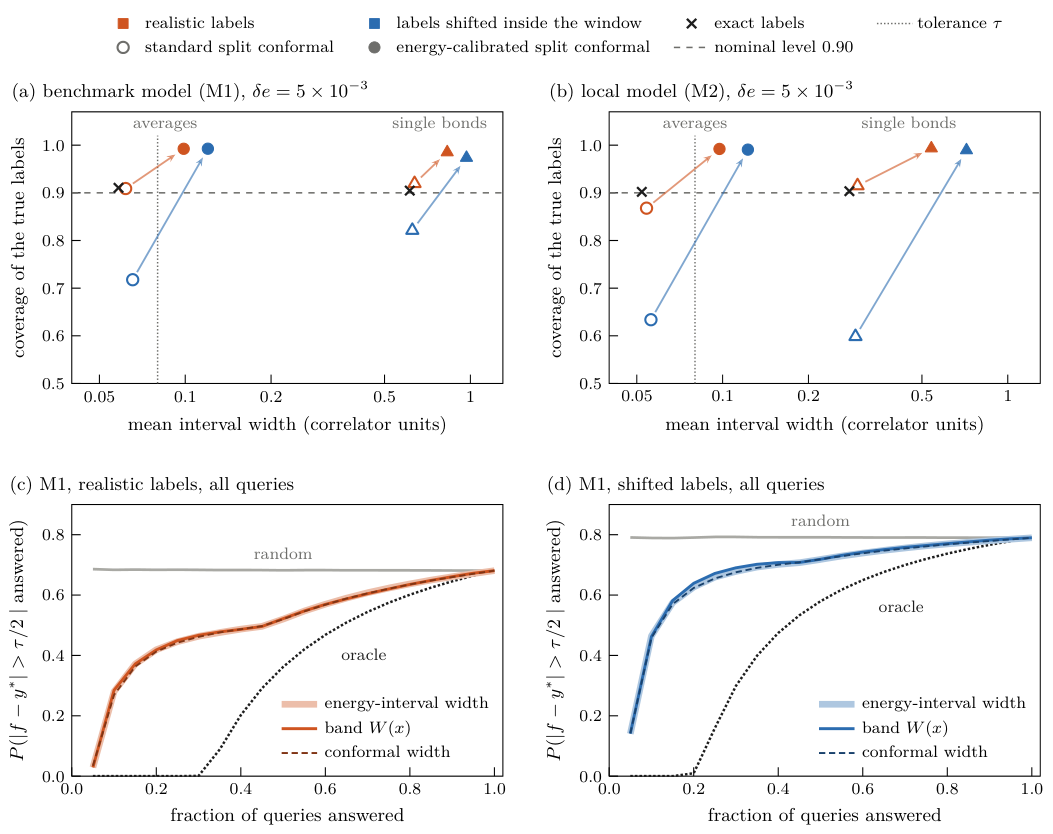 realistic labels
labels shifted inside the window
exact labels
tolerance τ
standard split conformal
energy-calibrated split conformal
nominal level 0.90
(a) benchmark model (M1), δe = 5 × 10⁻³
averages
single bonds
1.0
0.9
0.8
0.7
0.6
0.5
coverage of the true labels
0.05
0.1
0.2
0.5
1
mean interval width (correlator units)
(b) local model (M2), δe = 5 × 10⁻³
averages
single bonds
1.0
0.9
0.8
0.7
0.6
0.5
coverage of the true labels
0.05
0.1
0.2
0.5
1
mean interval width (correlator units)
(c) M1, realistic labels, all queries
random
oracle
energy-interval width
band W(x)
conformal width
0.8
0.6
0.4
0.2
0.0
P(|f − y*| > τ/2 | answered)
0.0
0.2
0.4
0.6
0.8
1.0
fraction of queries answered
(d) M1, shifted labels, all queries
random
oracle
energy-interval width
band W(x)
conformal width
0.8
0.6
0.4
0.2
0.0
P(|f − y*| > τ/2 | answered)
0.0
0.2
0.4
0.6
0.8
1.0
fraction of queries answered